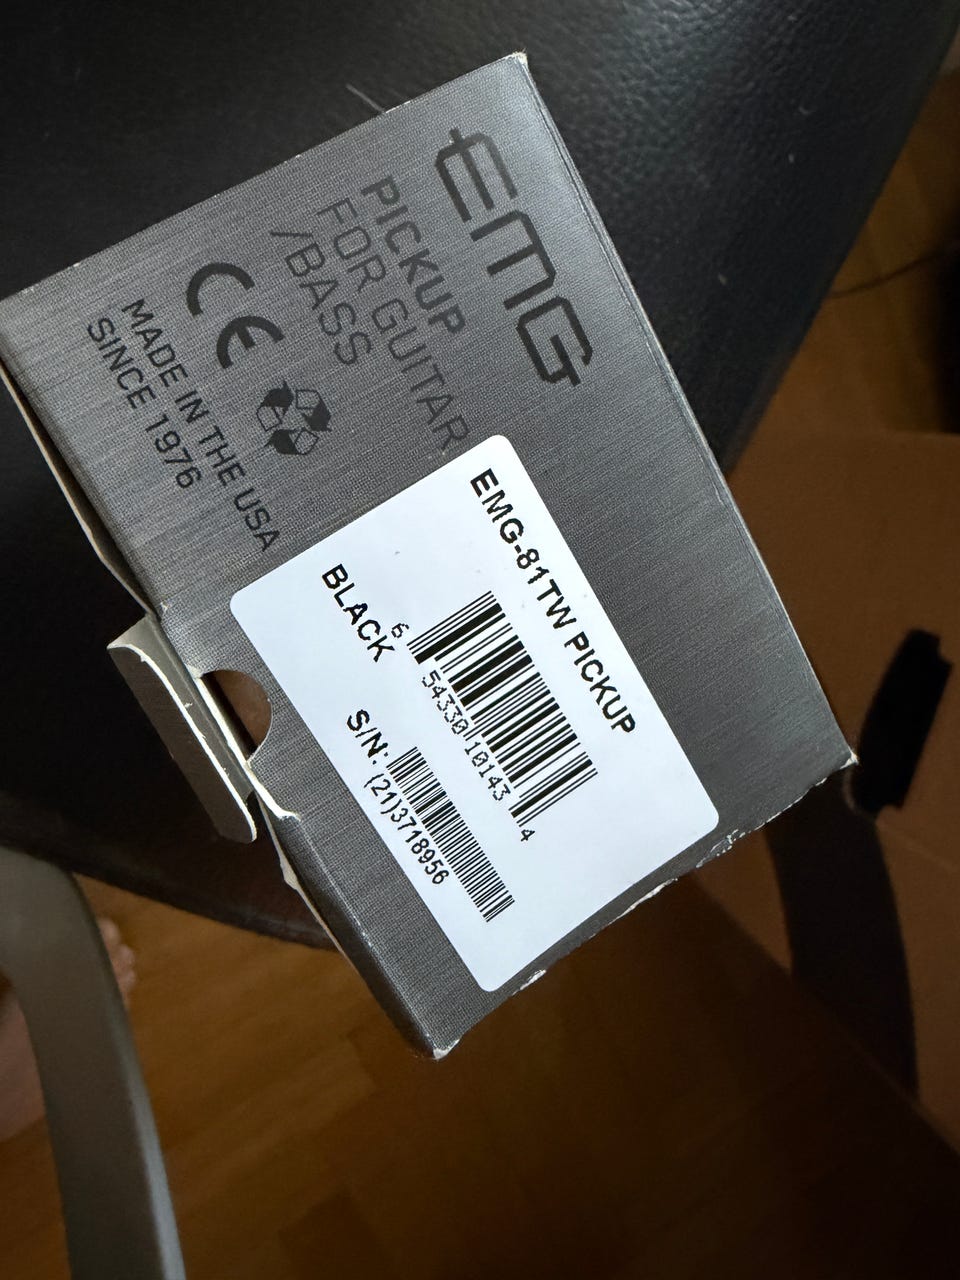 EMG
PICKUP
FOR GUITAR
/BASS
CE
MADE IN THE USA
SINCE 1976
EMG-81TW PICKUP
6 54330 10143 4
BLACK
S/N:
(21)3718956